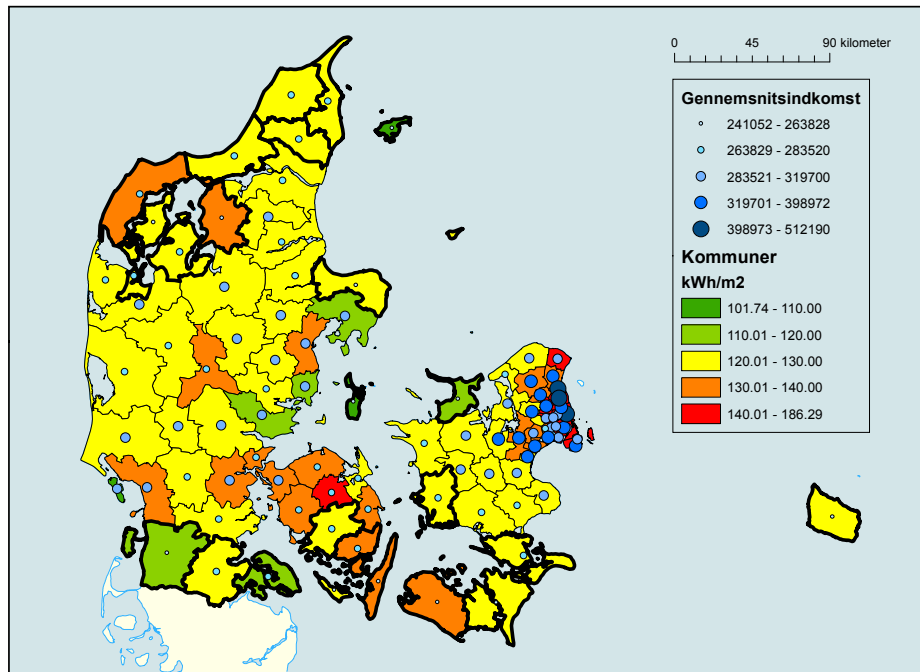 0 45 90 kilometer
Gennemsnitsindkomst
241052 - 263828
263829 - 283520
283521 - 319700
319701 - 398972
398973 - 512190
Kommuner
kWh/m2
101.74 - 110.00
110.01 - 120.00
120.01 - 130.00
130.01 - 140.00
140.01 - 186.29